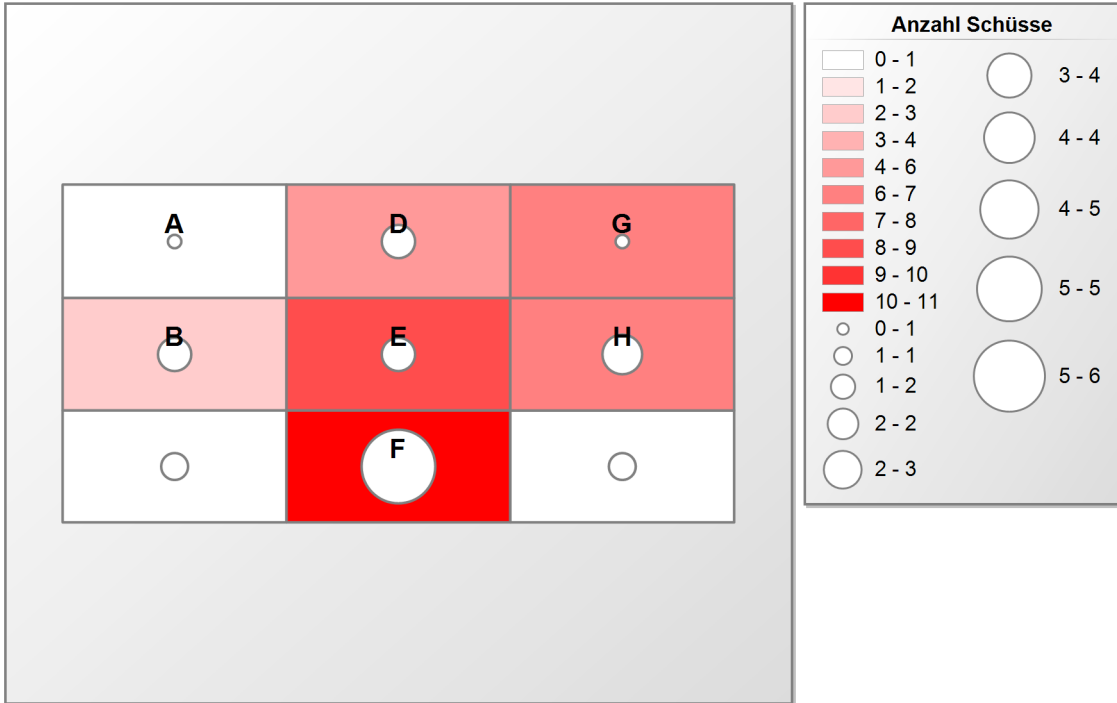 A
D
G
B
E
H
F
Anzahl Schüsse
0 - 1
1 - 2
2 - 3
3 - 4
4 - 6
6 - 7
7 - 8
8 - 9
9 - 10
10 - 11
0 - 1
1 - 1
1 - 2
2 - 2
2 - 3
3 - 4
4 - 4
4 - 5
5 - 5
5 - 6